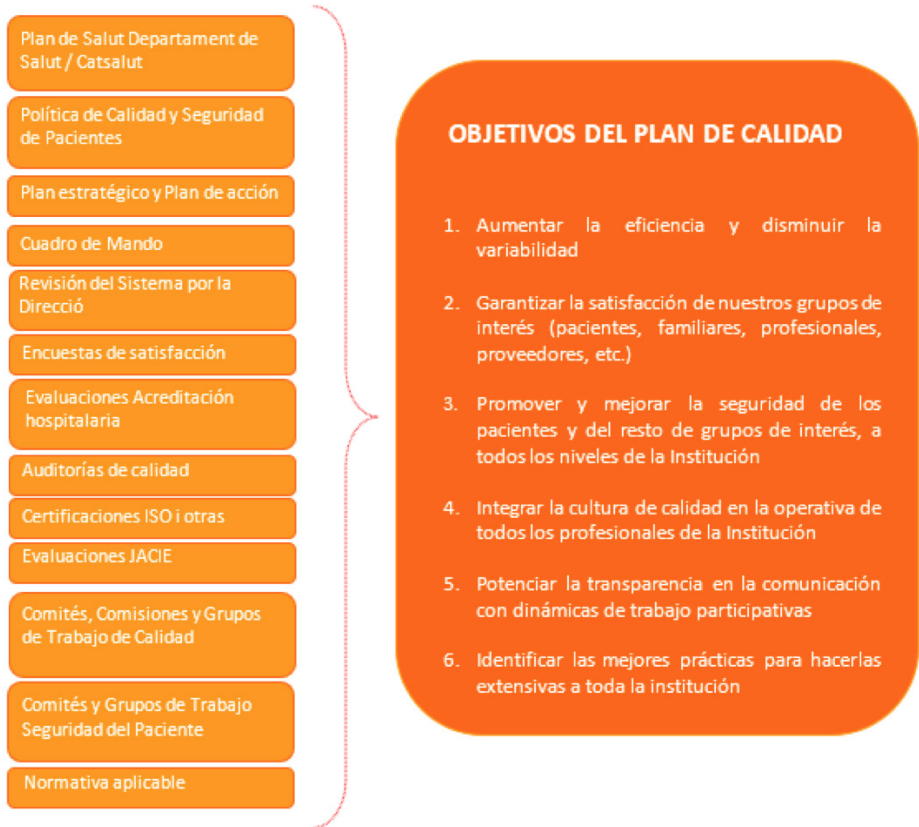 Plan de Salut Departament de
Salut / Catsalut
Política de Calidad y Seguridad
de Pacientes
Plan estratégico y Plan de acción
Cuadro de Mando
Revisión del Sistema por la
Direcció
Encuestas de satisfacción
Evaluaciones Acreditación
hospitalaria
Auditorías de calidad
Certificaciones ISO i otras
Evaluaciones JACIE
Comités, Comisiones y Grupos
de Trabajo de Calidad
Comités y Grupos de Trabajo
Seguridad del Paciente
Normativa aplicable
OBJETIVOS DEL PLAN DE CALIDAD
1. Aumentar la eficiencia y disminuir la
variabilidad
2. Garantizar la satisfacción de nuestros grupos de
interés (pacientes, familiares, profesionales,
proveedores, etc.)
3. Promover y mejorar la seguridad de los
pacientes y del resto de grupos de interés, a
todos los niveles de la Institución
4. Integrar la cultura de calidad en la operativa de
todos los profesionales de la Institución
5. Potenciar la transparencia en la comunicación
con dinámicas de trabajo participativas
6. Identificar las mejores prácticas para hacerlas
extensivas a toda la institución